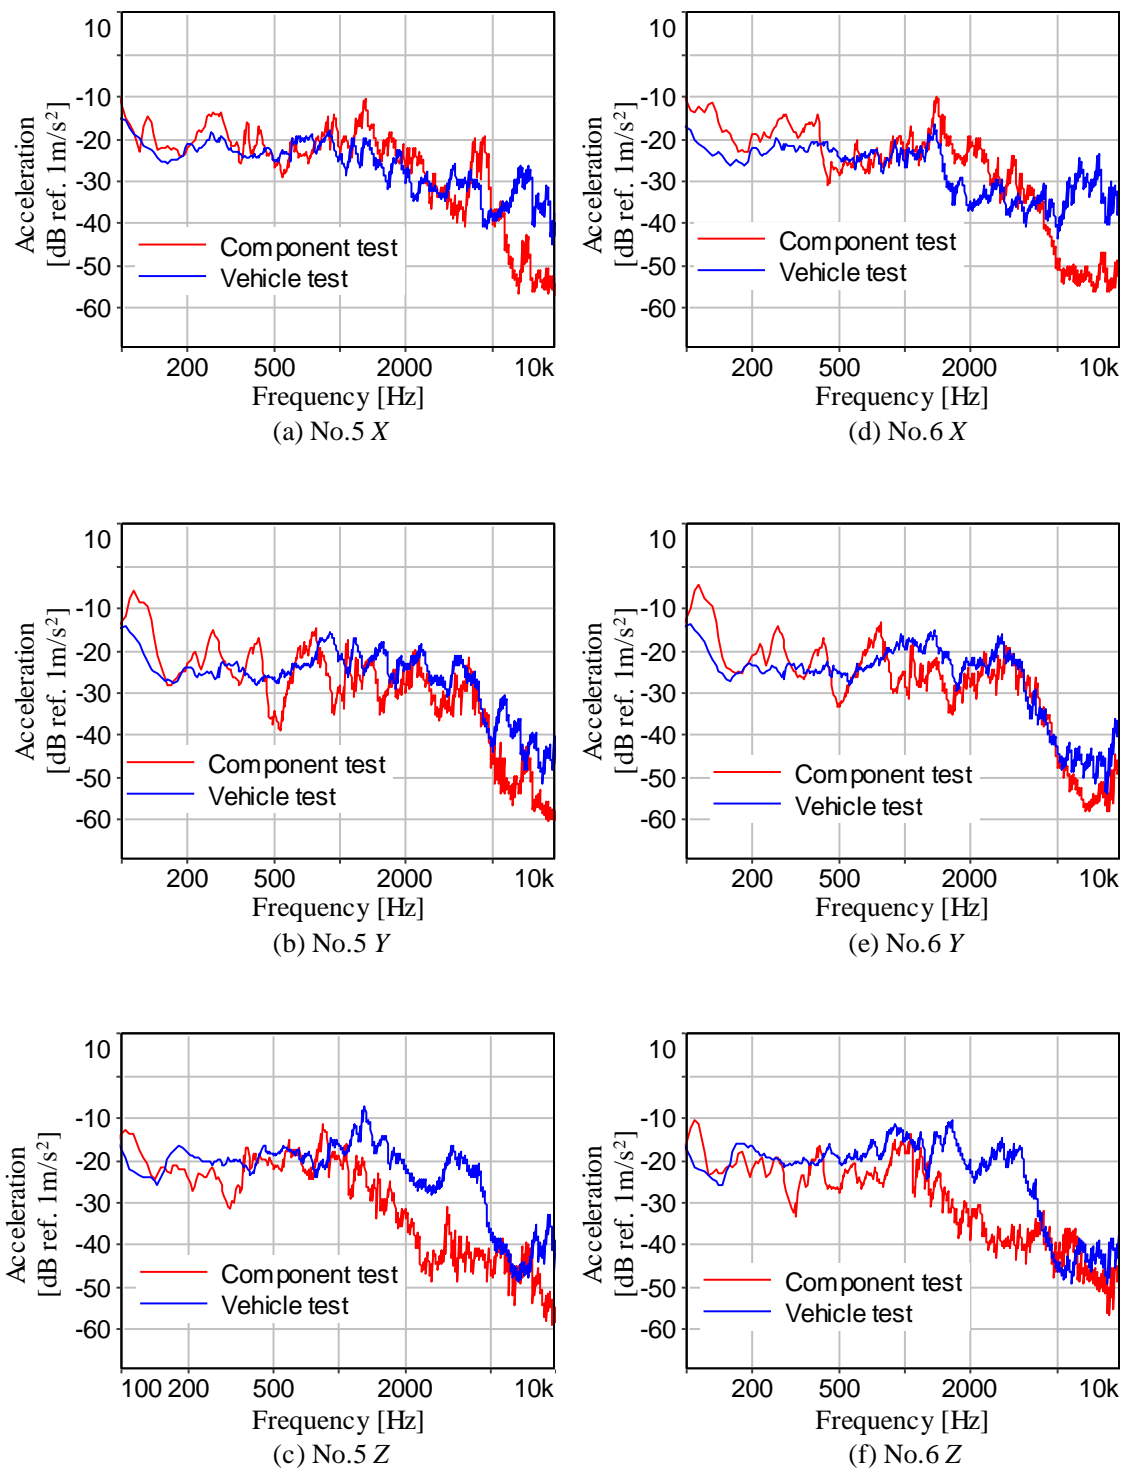 10
-10
-20
-30
-40
-50
-60
Acceleration
[dB ref. 1m/s²]
Component test
Vehicle test
200 500 2000 10k
Frequency [Hz]
(a) No.5 X
10
-10
-20
-30
-40
-50
-60
Acceleration
[dB ref. 1m/s²]
Component test
Vehicle test
200 500 2000 10k
Frequency [Hz]
(d) No.6 X
10
-10
-20
-30
-40
-50
-60
Acceleration
[dB ref. 1m/s²]
Component test
Vehicle test
200 500 2000 10k
Frequency [Hz]
(b) No.5 Y
10
-10
-20
-30
-40
-50
-60
Acceleration
[dB ref. 1m/s²]
Component test
Vehicle test
200 500 2000 10k
Frequency [Hz]
(e) No.6 Y
10
-10
-20
-30
-40
-50
-60
Acceleration
[dB ref. 1m/s²]
Component test
Vehicle test
100 200 500 2000 10k
Frequency [Hz]
(c) No.5 Z
10
-10
-20
-30
-40
-50
-60
Acceleration
[dB ref. 1m/s²]
Component test
Vehicle test
200 500 2000 10k
Frequency [Hz]
(f) No.6 Z